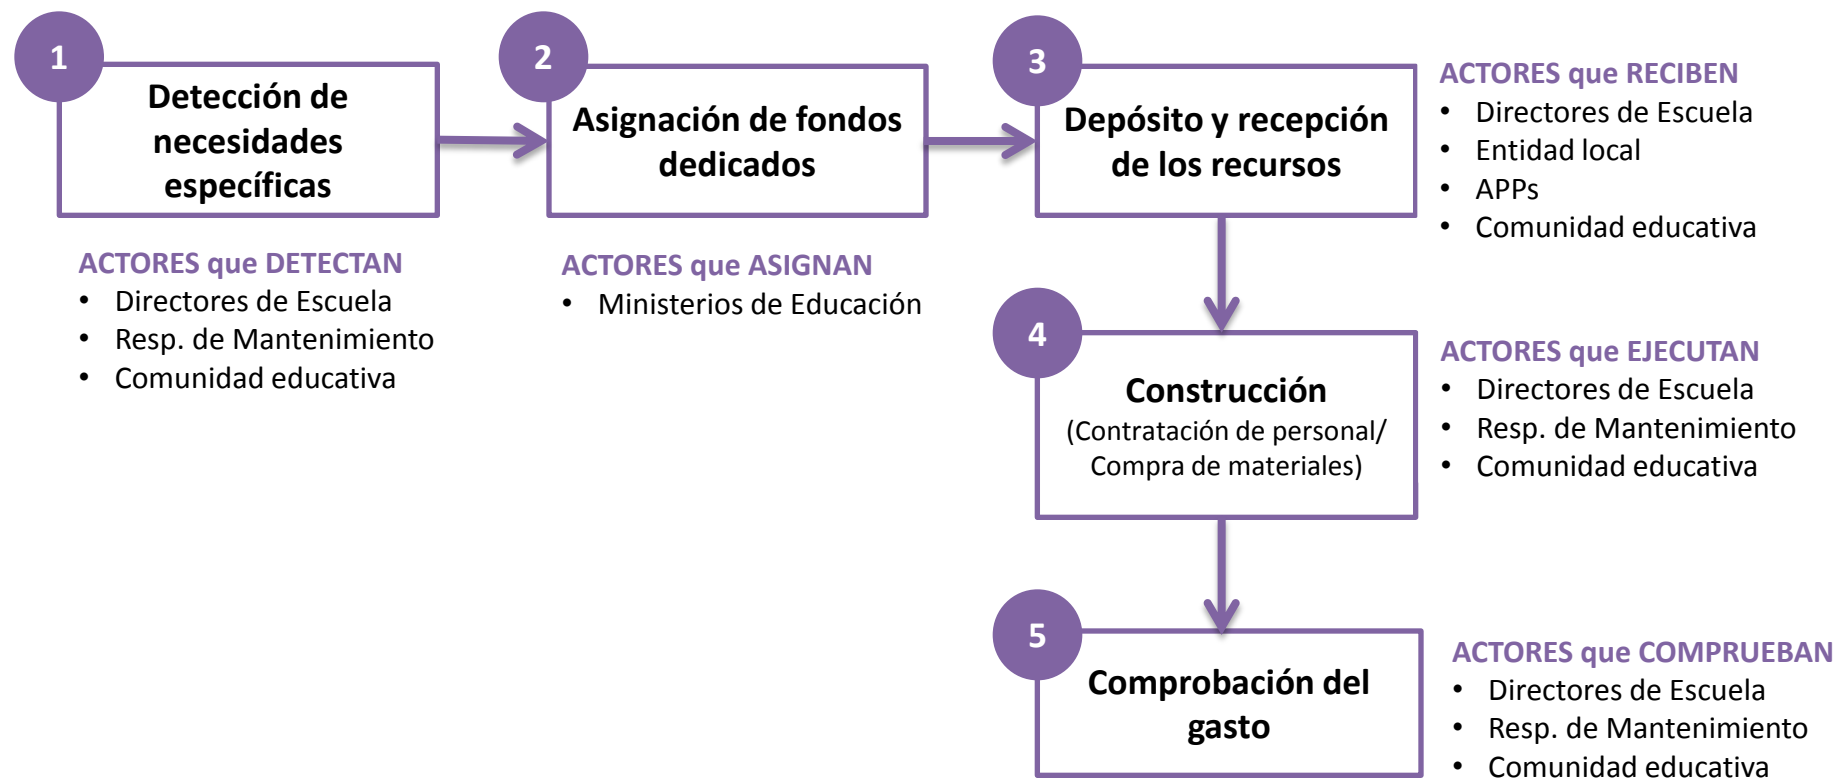 1
Detección de
necesidades
específicas
ACTORES que DETECTAN
• Directores de Escuela
• Resp. de Mantenimiento
• Comunidad educativa
2
Asignación de fondos
dedicados
ACTORES que ASIGNAN
• Ministerios de Educación
3
Depósito y recepción
de los recursos
ACTORES que RECIBEN
• Directores de Escuela
• Entidad local
• APPs
• Comunidad educativa
4
Construcción
(Contratación de personal/
Compra de materiales)
ACTORES que EJECUTAN
• Directores de Escuela
• Resp. de Mantenimiento
• Comunidad educativa
5
Comprobación del
gasto
ACTORES que COMPRUEBAN
• Directores de Escuela
• Resp. de Mantenimiento
• Comunidad educativa